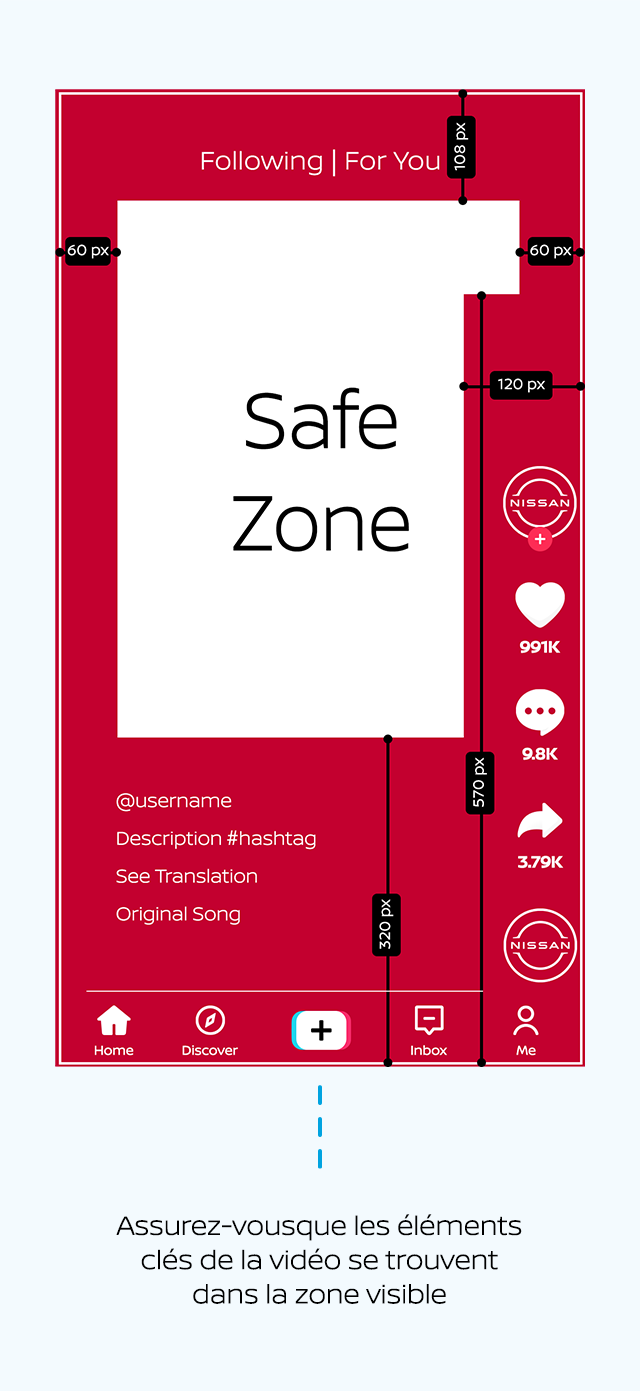 Following | For You
108 px
60 px
60 px
120 px
Safe
Zone
NISSAN
991K
9.8K
570 px
3.79K
@username
Description #hashtag
See Translation
Original Song
320 px
NISSAN
Home
Discover
Inbox
Me
Assurez-vousque les éléments
clés de la vidéo se trouvent
dans la zone visible